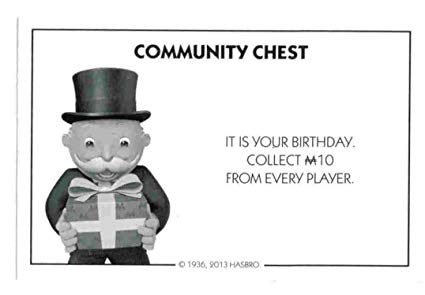 COMMUNITY CHEST
IT IS YOUR BIRTHDAY.
COLLECT ₩10
FROM EVERY PLAYER.
© 1936, 2013 HASBRO